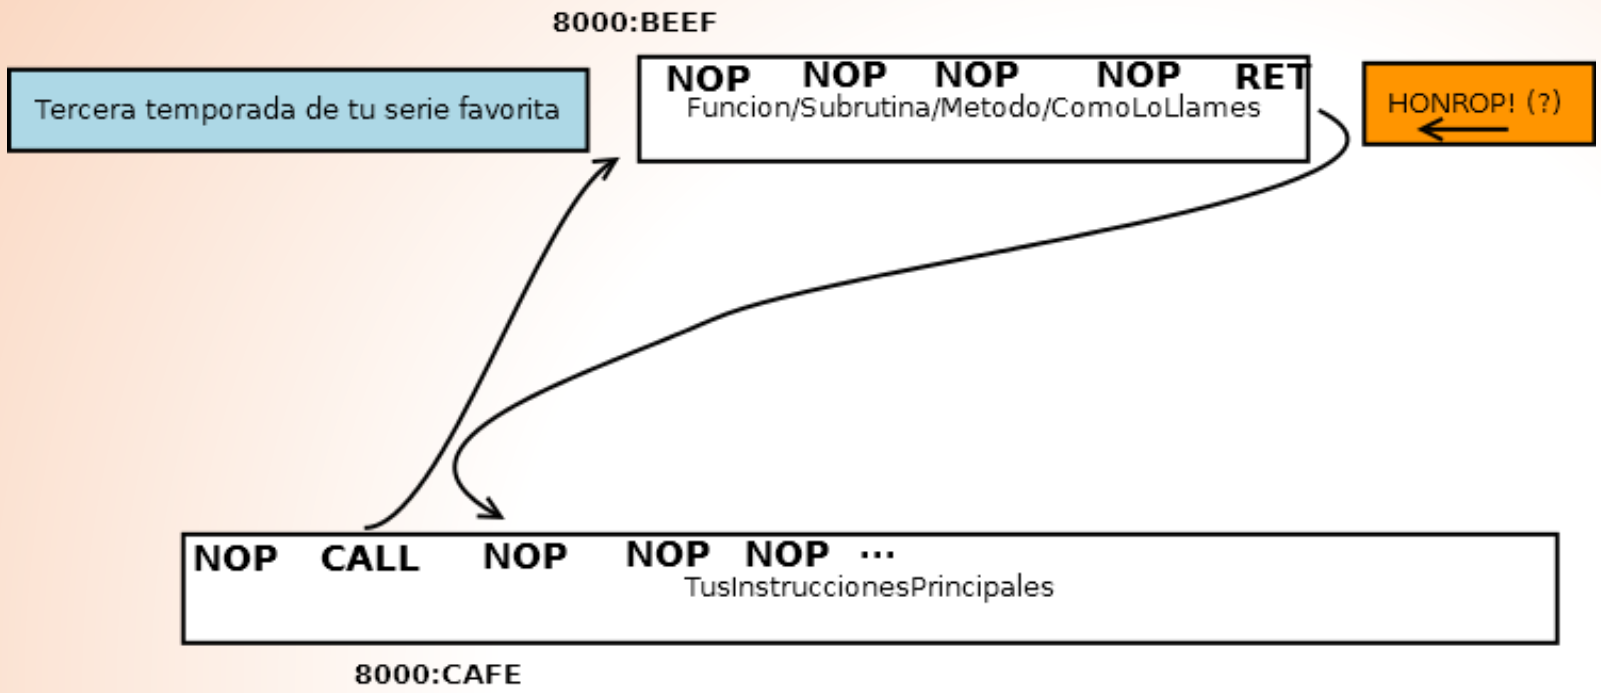 8000:BEEF
Tercera temporada de tu serie favorita
NOP NOP NOP NOP RET
Funcion/Subrutina/Metodo/ComoLoLlames
HONROP! (?)
NOP CALL NOP NOP NOP ...
TusInstruccionesPrincipales
8000:CAFE